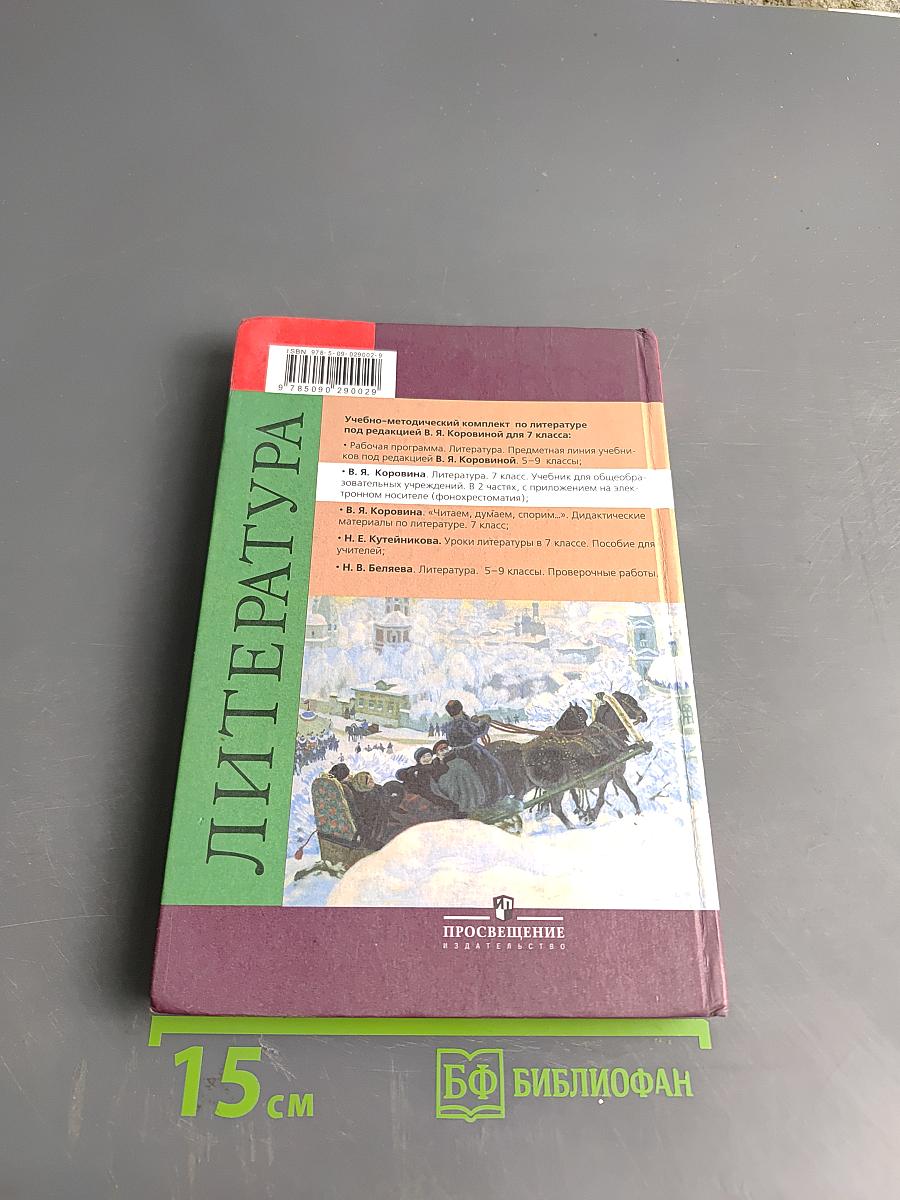 ISBN 978-5-09-029002-9
9 785090 290029
ЛИТЕРАТУРА
Учебно-методический комплект по литературе
под редакцией В. Я. Коровиной для 7 класса:
• Рабочая программа. Литература. Предметная линия учебни-
ков под редакцией В. Я. Коровиной. 5–9 классы;
• В. Я. Коровина. Литература. 7 класс. Учебник для общеобра-
зовательных учреждений. В 2 частях, с приложением на элек-
тронном носителе (фонохрестоматия);
• В. Я. Коровина. «Читаем, думаем, спорим...». Дидактические
материалы по литературе. 7 класс;
• Н. Е. Кутейникова. Уроки литературы в 7 классе. Пособие для
учителей;
• Н. В. Беляева. Литература. 5–9 классы. Проверочные работы.
ПРОСВЕЩЕНИЕ
ИЗДАТЕЛЬСТВО
15 см
БФ БИБЛИОФАН